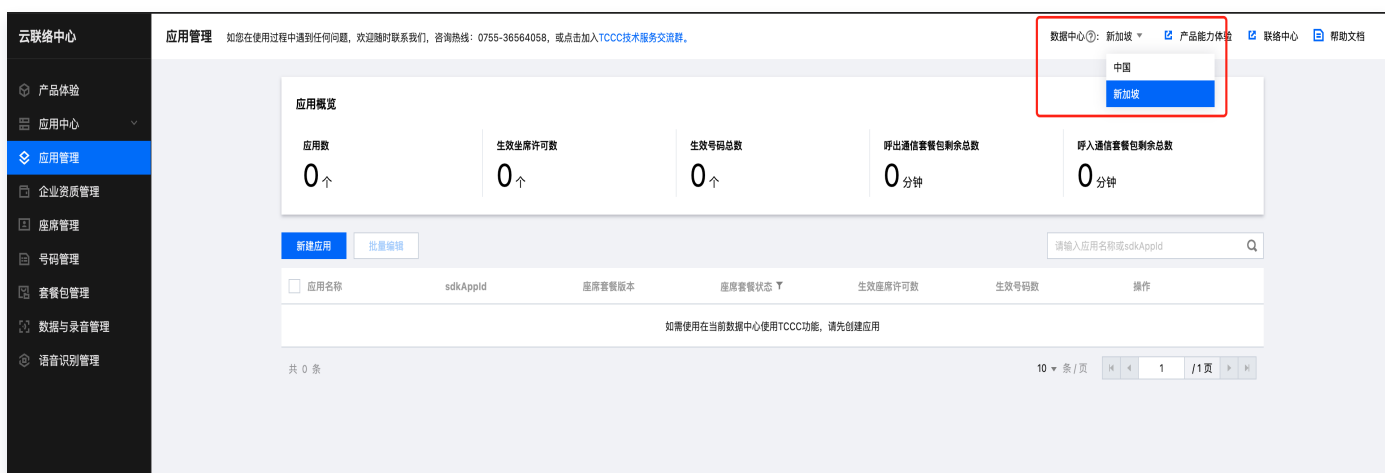 云联络中心
应用管理 如您在使用过程中遇到任何问题，欢迎随时联系我们，咨询热线：0755-36564058，或点击加入TCCC技术服务交流群。
数据中心?：新加坡 产品能力体验 联络中心 帮助文档
中国
新加坡
产品体验
应用中心
应用管理
企业资质管理
座席管理
号码管理
套餐包管理
数据与录音管理
语音识别管理
应用概览
应用数 生效坐席许可数 生效号码总数 呼出通信套餐包剩余总数 呼入通信套餐包剩余总数
0个 0个 0个 0分钟 0分钟
新建应用 批量编辑 请输入应用名称或sdkAppId
应用名称 sdkAppId 座席套餐版本 座席套餐状态 生效座席许可数 生效号码数 操作
如需使用在当前数据中心使用TCCC功能，请先创建应用
共 0 条 10 条/页 1 /1页